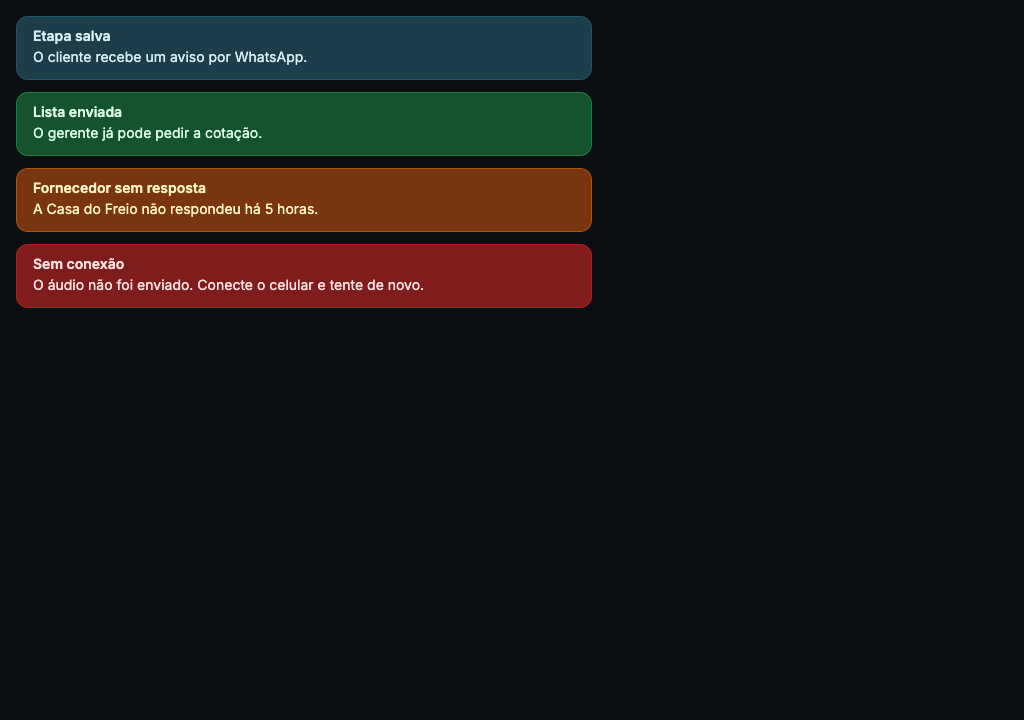 Etapa salva
O cliente recebe um aviso por WhatsApp.
Lista enviada
O gerente já pode pedir a cotação.
Fornecedor sem resposta
A Casa do Freio não respondeu há 5 horas.
Sem conexão
O áudio não foi enviado. Conecte o celular e tente de novo.